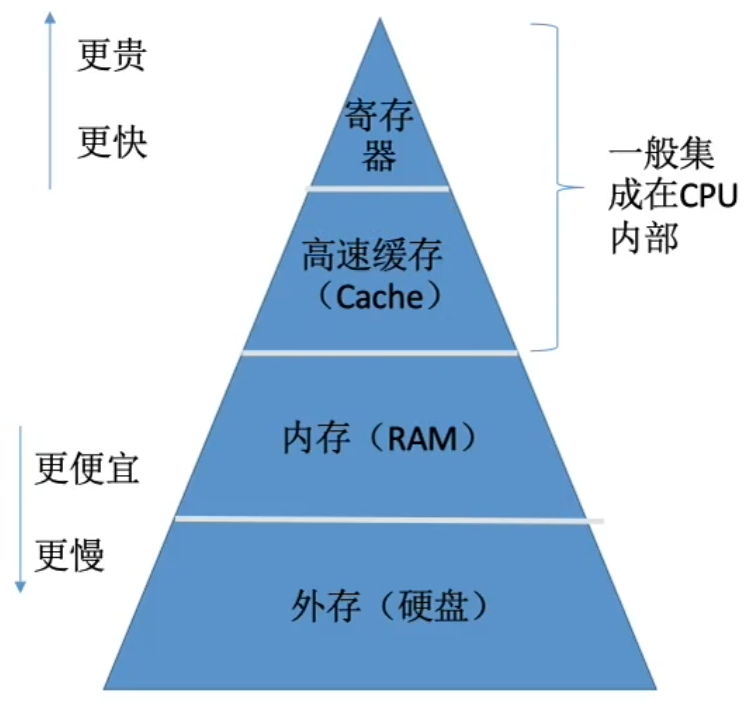 更贵
更快
寄存
器
一般集
成在CPU
内部
高速缓存
（Cache）
内存（RAM）
更便宜
更慢
外存（硬盘）